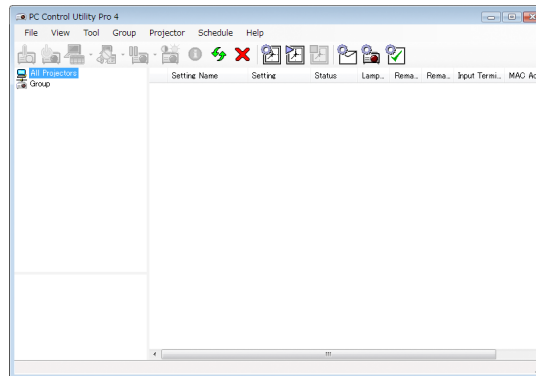 PC Control Utility Pro 4
File View Tool Group Projector Schedule Help
All Projectors
Group
Setting Name Setting Status Lamp... Rema... Rema... Input Termi... MAC Ac